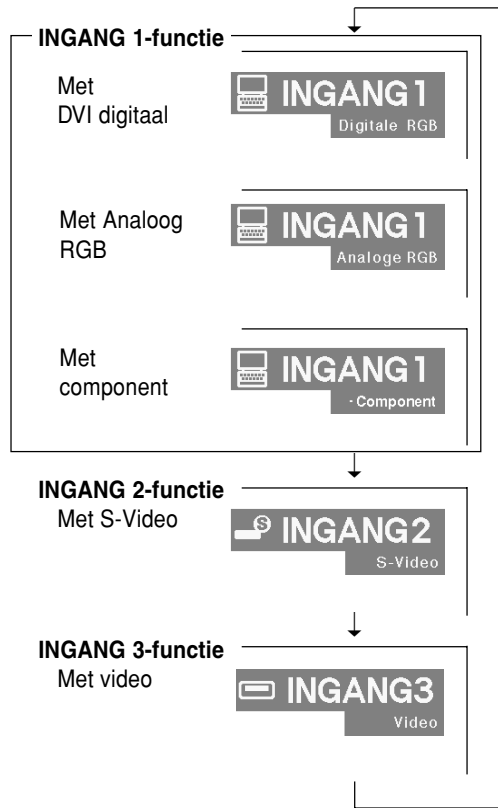 INGANG 1-functie
Met
DVI digitaal
INGANG1
Digitale RGB
Met Analoog
RGB
INGANG1
Analoge RGB
Met
component
INGANG1
· Component
INGANG 2-functie
Met S-Video
S
INGANG2
S-Video
INGANG 3-functie
Met video
INGANG3
Video